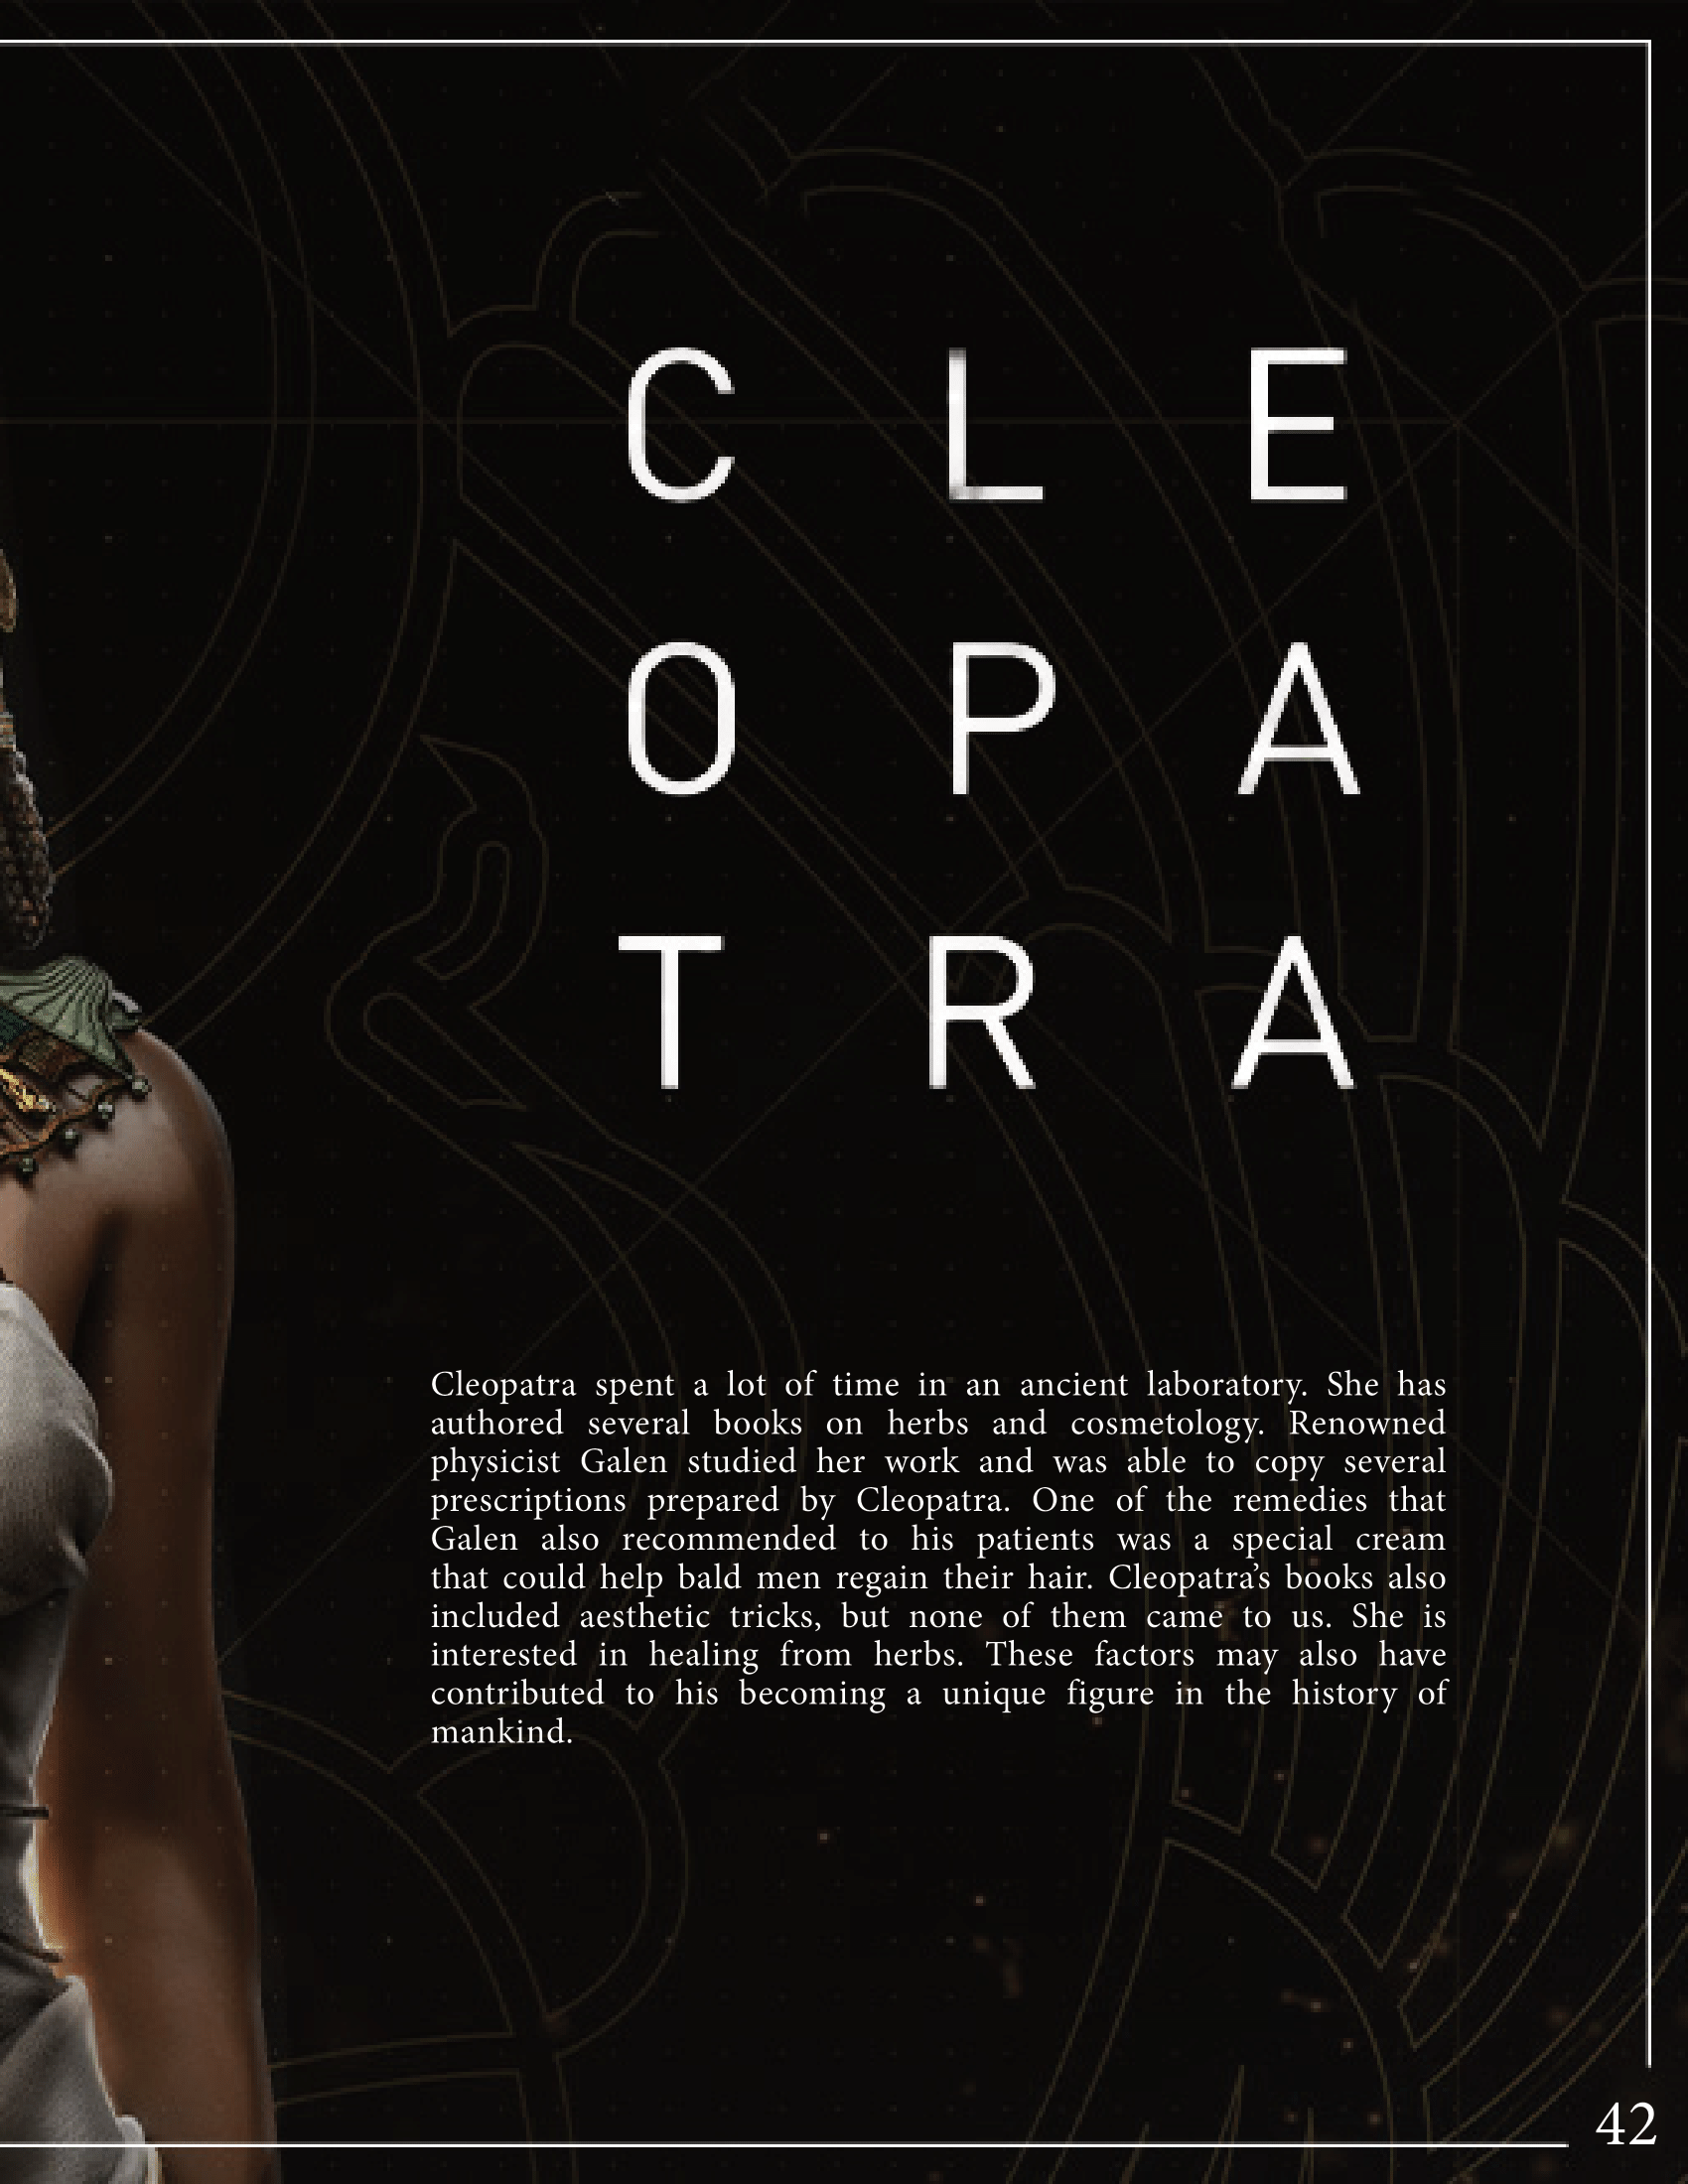 C L E
O P A
T R A
Cleopatra spent a lot of time in an ancient laboratory. She has
authored several books on herbs and cosmetology. Renowned
physicist Galen studied her work and was able to copy several
prescriptions prepared by Cleopatra. One of the remedies that
Galen also recommended to his patients was a special cream
that could help bald men regain their hair. Cleopatra’s books also
included aesthetic tricks, but none of them came to us. She is
interested in healing from herbs. These factors may also have
contributed to his becoming a unique figure in the history of
mankind.
42